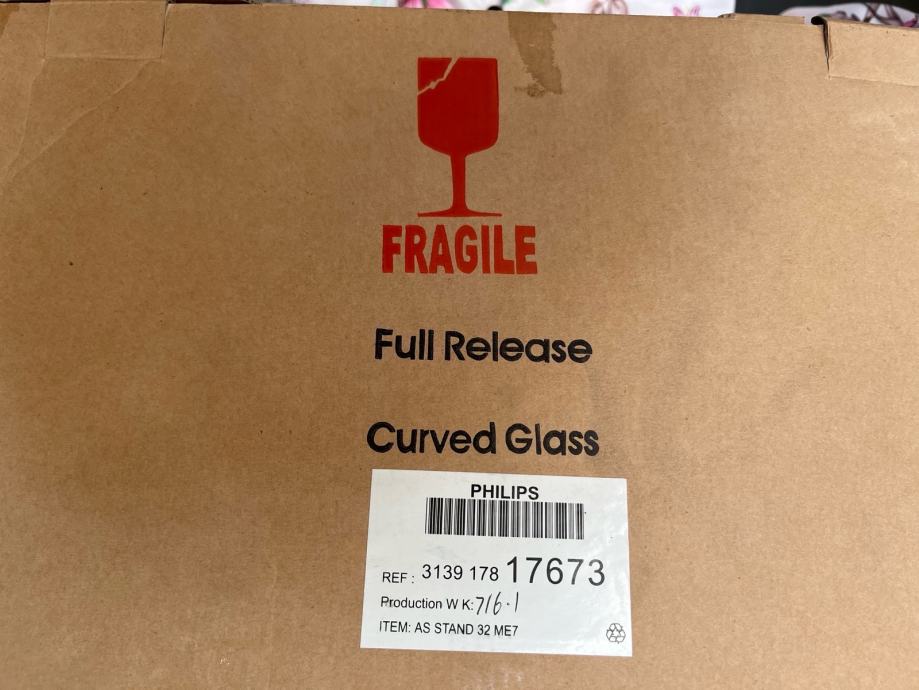 FRAGILE
Full Release
Curved Glass
PHILIPS
REF : 3139 178 17673
Production W K: 716.1
ITEM: AS STAND 32 ME7